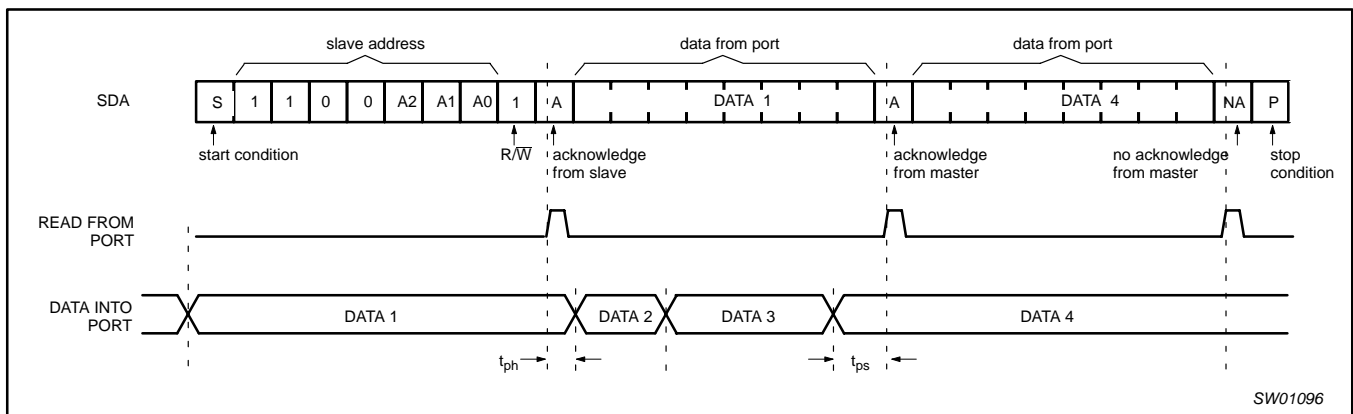 slave address data from port data from port
SDA S 1 1 0 0 A2 A1 A0 1 A DATA 1 A DATA 4 NA P
start condition R/W̅ acknowledge from slave acknowledge from master no acknowledge from master stop condition
READ FROM PORT
DATA INTO PORT DATA 1 DATA 2 DATA 3 DATA 4
tph tps
SW01096